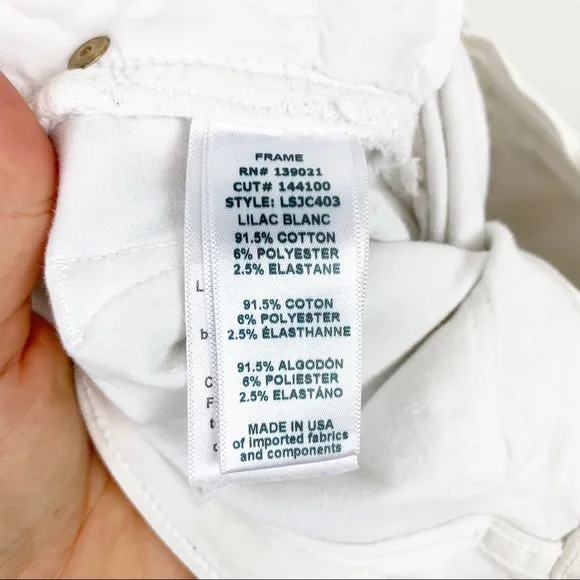 FRAME
RN# 139021
CUT# 144100
STYLE: LSJC403
LILAC BLANC
91.5% COTTON
6% POLYESTER
2.5% ELASTANE
91.5% COTON
6% POLYESTER
2.5% ÉLASTHANNE
91.5% ALGODÓN
6% POLIESTER
2.5% ELASTÁNO
MADE IN USA
of imported fabrics
and components